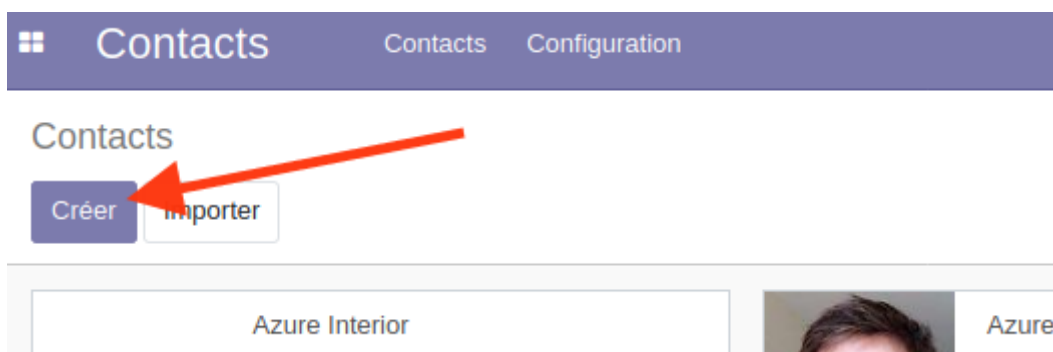 Contacts Contacts Configuration
Contacts
Créer Importer
Azure Interior Azure